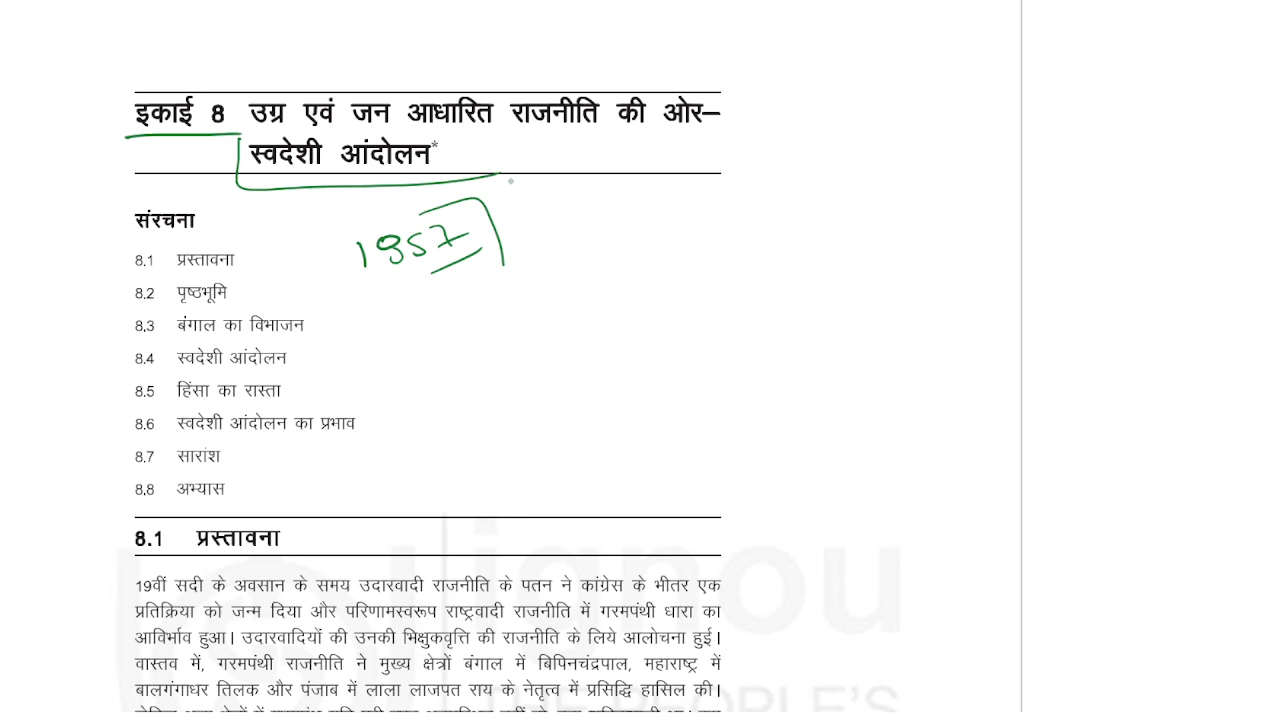 इकाई 8 उग्र एवं जन आधारित राजनीति की ओर–
स्वदेशी आंदोलन*
संरचना
1957
8.1 प्रस्तावना
8.2 पृष्ठभूमि
8.3 बंगाल का विभाजन
8.4 स्वदेशी आंदोलन
8.5 हिंसा का रास्ता
8.6 स्वदेशी आंदोलन का प्रभाव
8.7 सारांश
8.8 अभ्यास
8.1 प्रस्तावना
ignou
19वीं सदी के अवसान के समय उदारवादी राजनीति के पतन ने कांग्रेस के भीतर एक
प्रतिक्रिया को जन्म दिया और परिणामस्वरूप राष्ट्रवादी राजनीति में गरमपंथी धारा का
आविर्भाव हुआ। उदारवादियों की उनकी भिक्षुकवृत्ति की राजनीति के लिये आलोचना हुई।
वास्तव में, गरमपंथी राजनीति ने मुख्य क्षेत्रों बंगाल में बिपिनचंद्रपाल, महाराष्ट्र में
बालगंगाधर तिलक और पंजाब में लाला लाजपत राय के नेतृत्व में प्रसिद्धि हासिल की।
THE PEOPLE'S